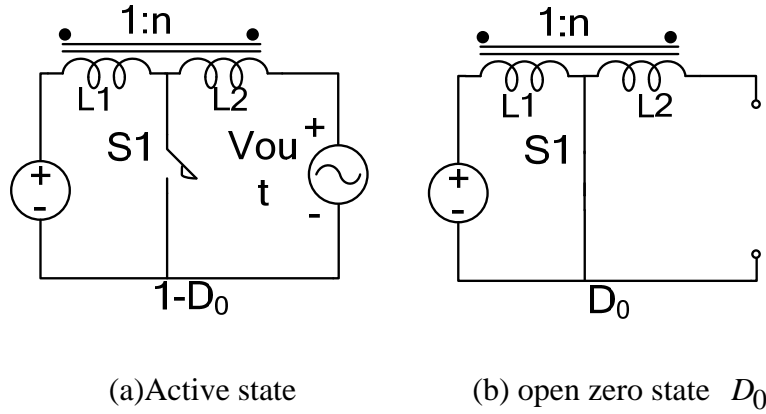 1:n
L1 L2
S1
Vou
t
+
-
+
-
1-D₀
(a)Active state
1:n
L1 L2
S1
+
-
D₀
(b) open zero state D₀